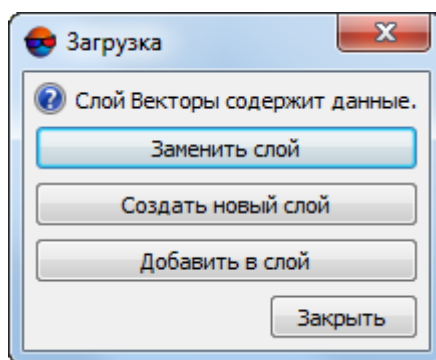 Загрузка
Слой Векторы содержит данные.
Заменить слой
Создать новый слой
Добавить в слой
Закрыть